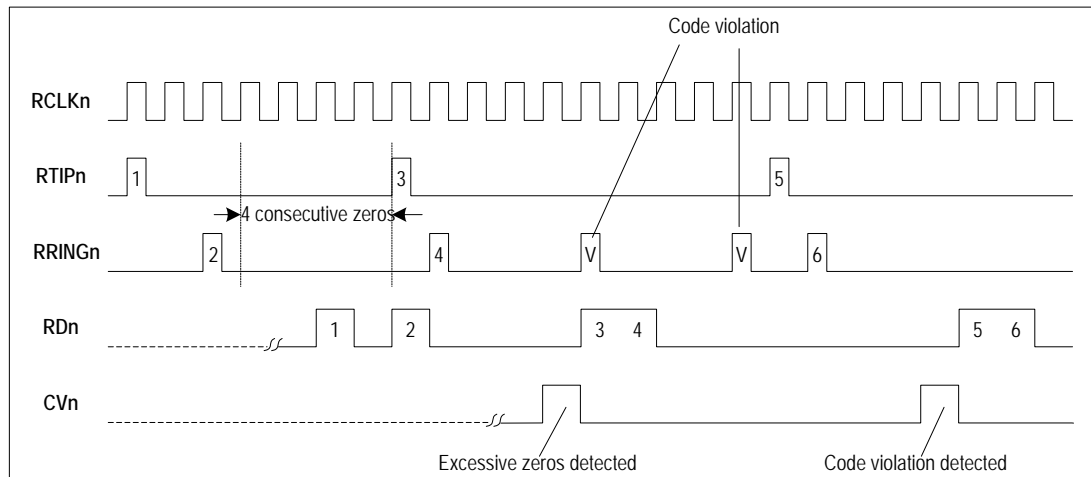 Code violation
RCLKn
RTIPn
1
3
5
4 consecutive zeros
RRINGn
2
4
V
V
6
RDn
1
2
3 4
5 6
CVn
Excessive zeros detected
Code violation detected